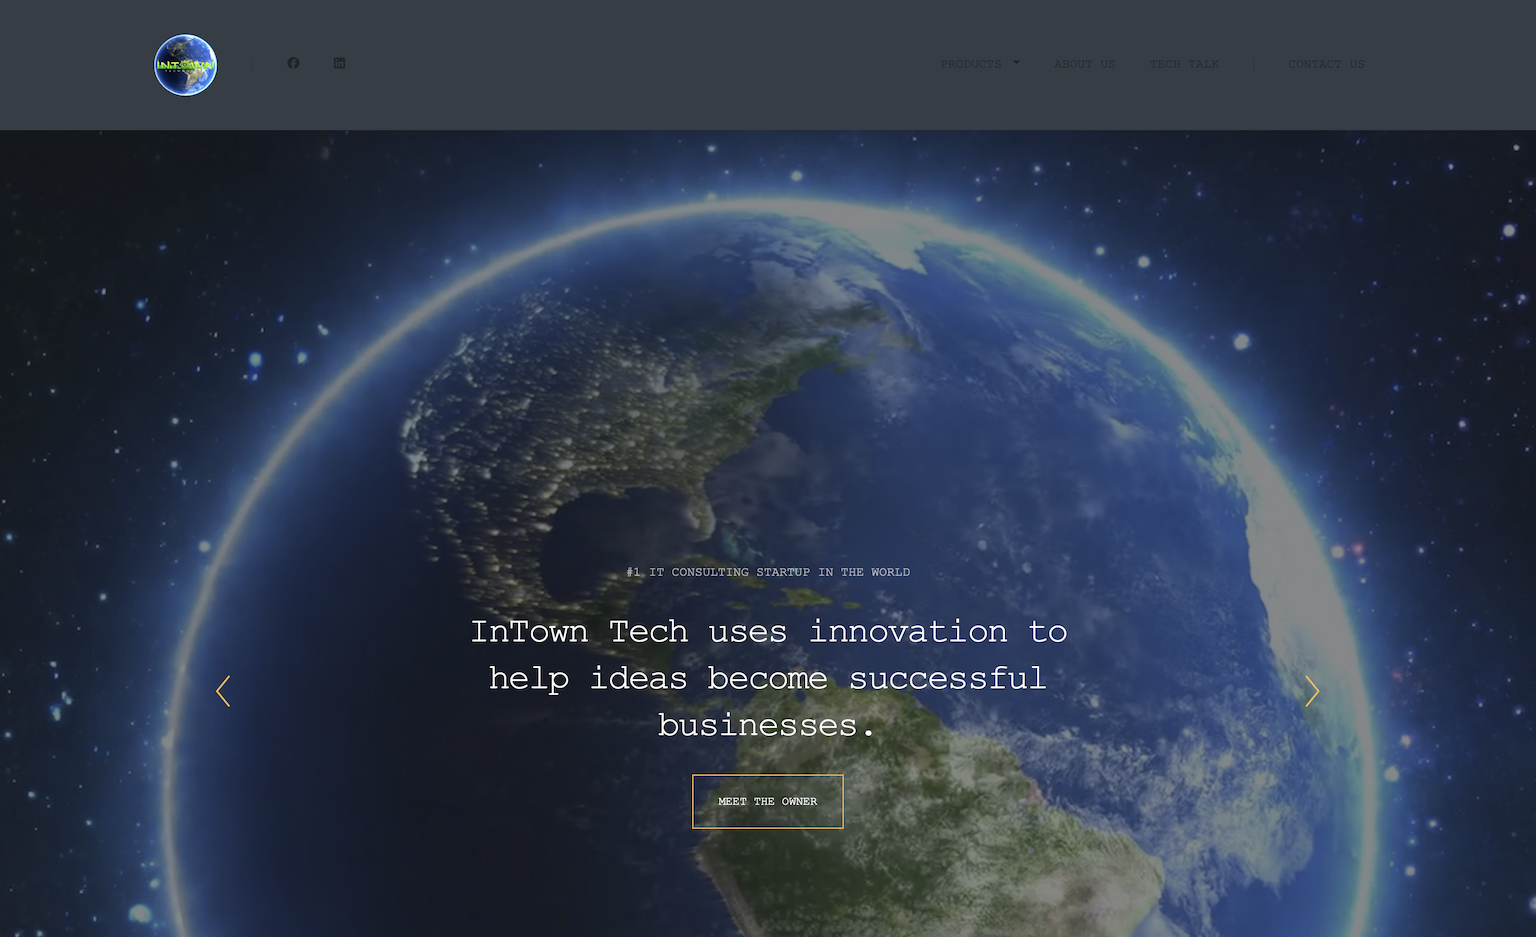 INTOWN
PRODUCTS
ABOUT US
TECH TALK
CONTACT US
#1 IT CONSULTING STARTUP IN THE WORLD
InTown Tech uses innovation to
help ideas become successful
businesses.
MEET THE OWNER